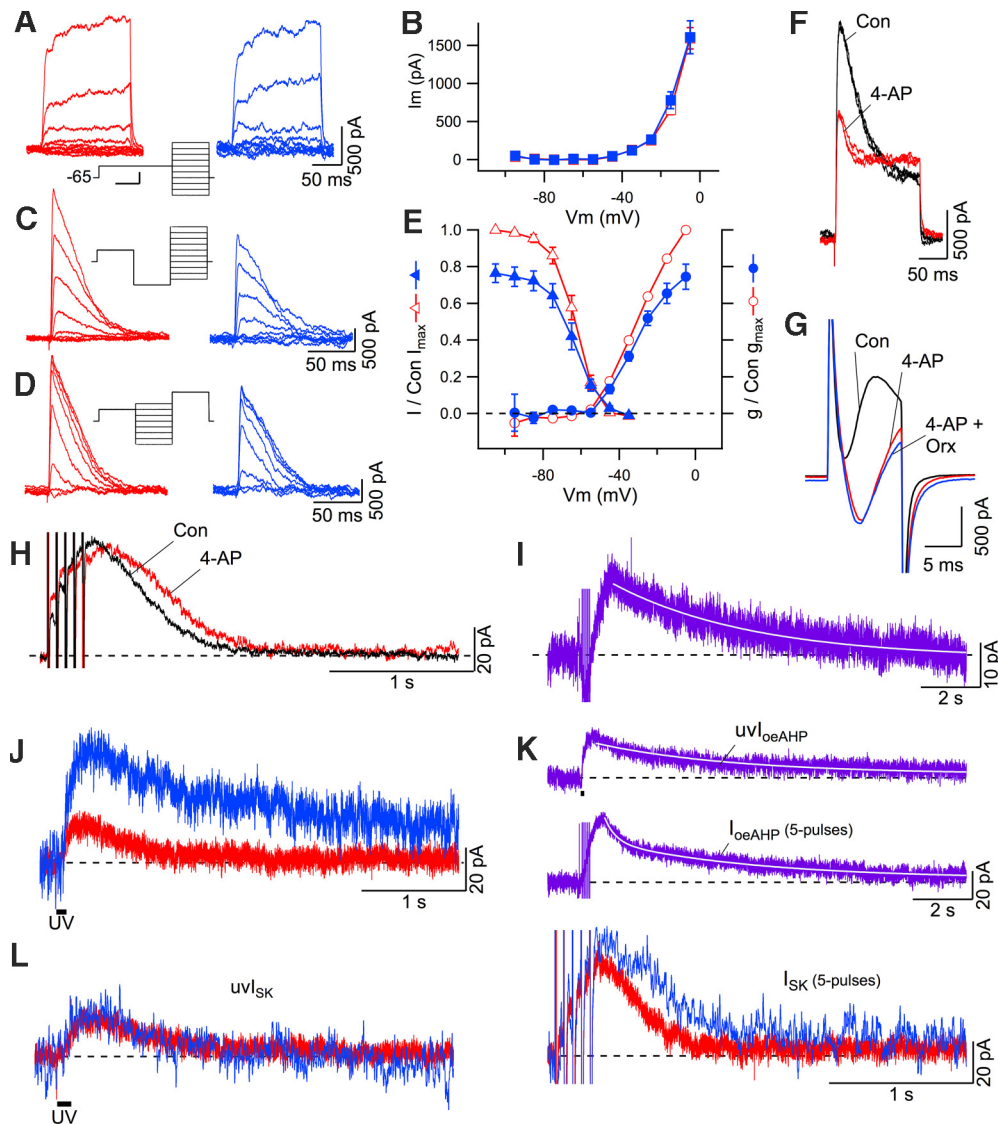 A
-65
50 ms
500 pA
B
Im (pA)
1500
1000
500
0
-80
-40
0
Vm (mV)
F
Con
4-AP
50 ms
500 pA
C
50 ms
500 pA
D
50 ms
500 pA
E
I / Con Imax
1.0
0.8
0.6
0.4
0.2
0.0
g / Con gmax
-80
-40
0
Vm (mV)
G
Con
4-AP
4-AP +
Orx
5 ms
500 pA
H
Con
4-AP
1 s
20 pA
I
2 s
10 pA
J
UV
1 s
20 pA
K
uvIoeAHP
IoeAHP (5-pulses)
2 s
20 pA
L
uvISK
UV
ISK (5-pulses)
1 s
20 pA